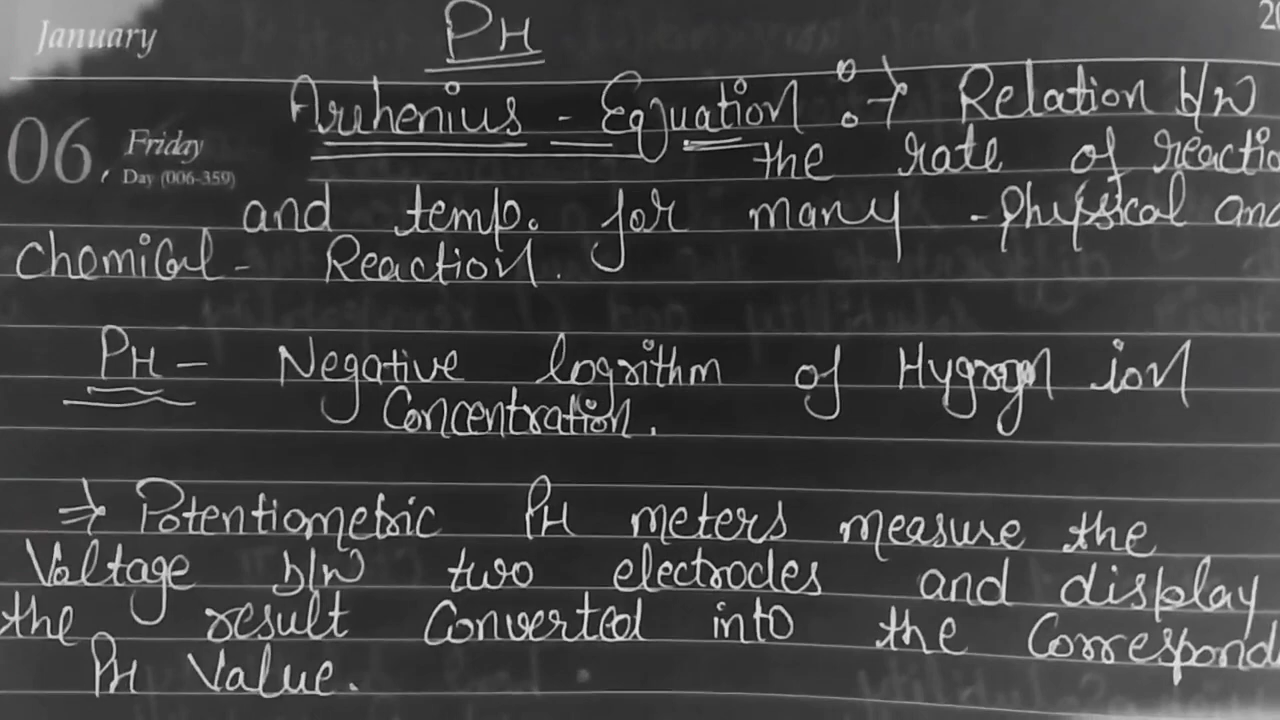 January
PH
20
Arrhenius - Equation :→ Relation b/w
06, Friday
the rate of reactio
Day (006-359)
and temp. for many - physical and
chemical - Reaction.
PH - Negative logrithm of Hygrogn ion
Concentration.
⇒ Potentiometric PH meters measure the
Voltage b/w two electrodes and display
the result Converted into the Correspond
PH Value.